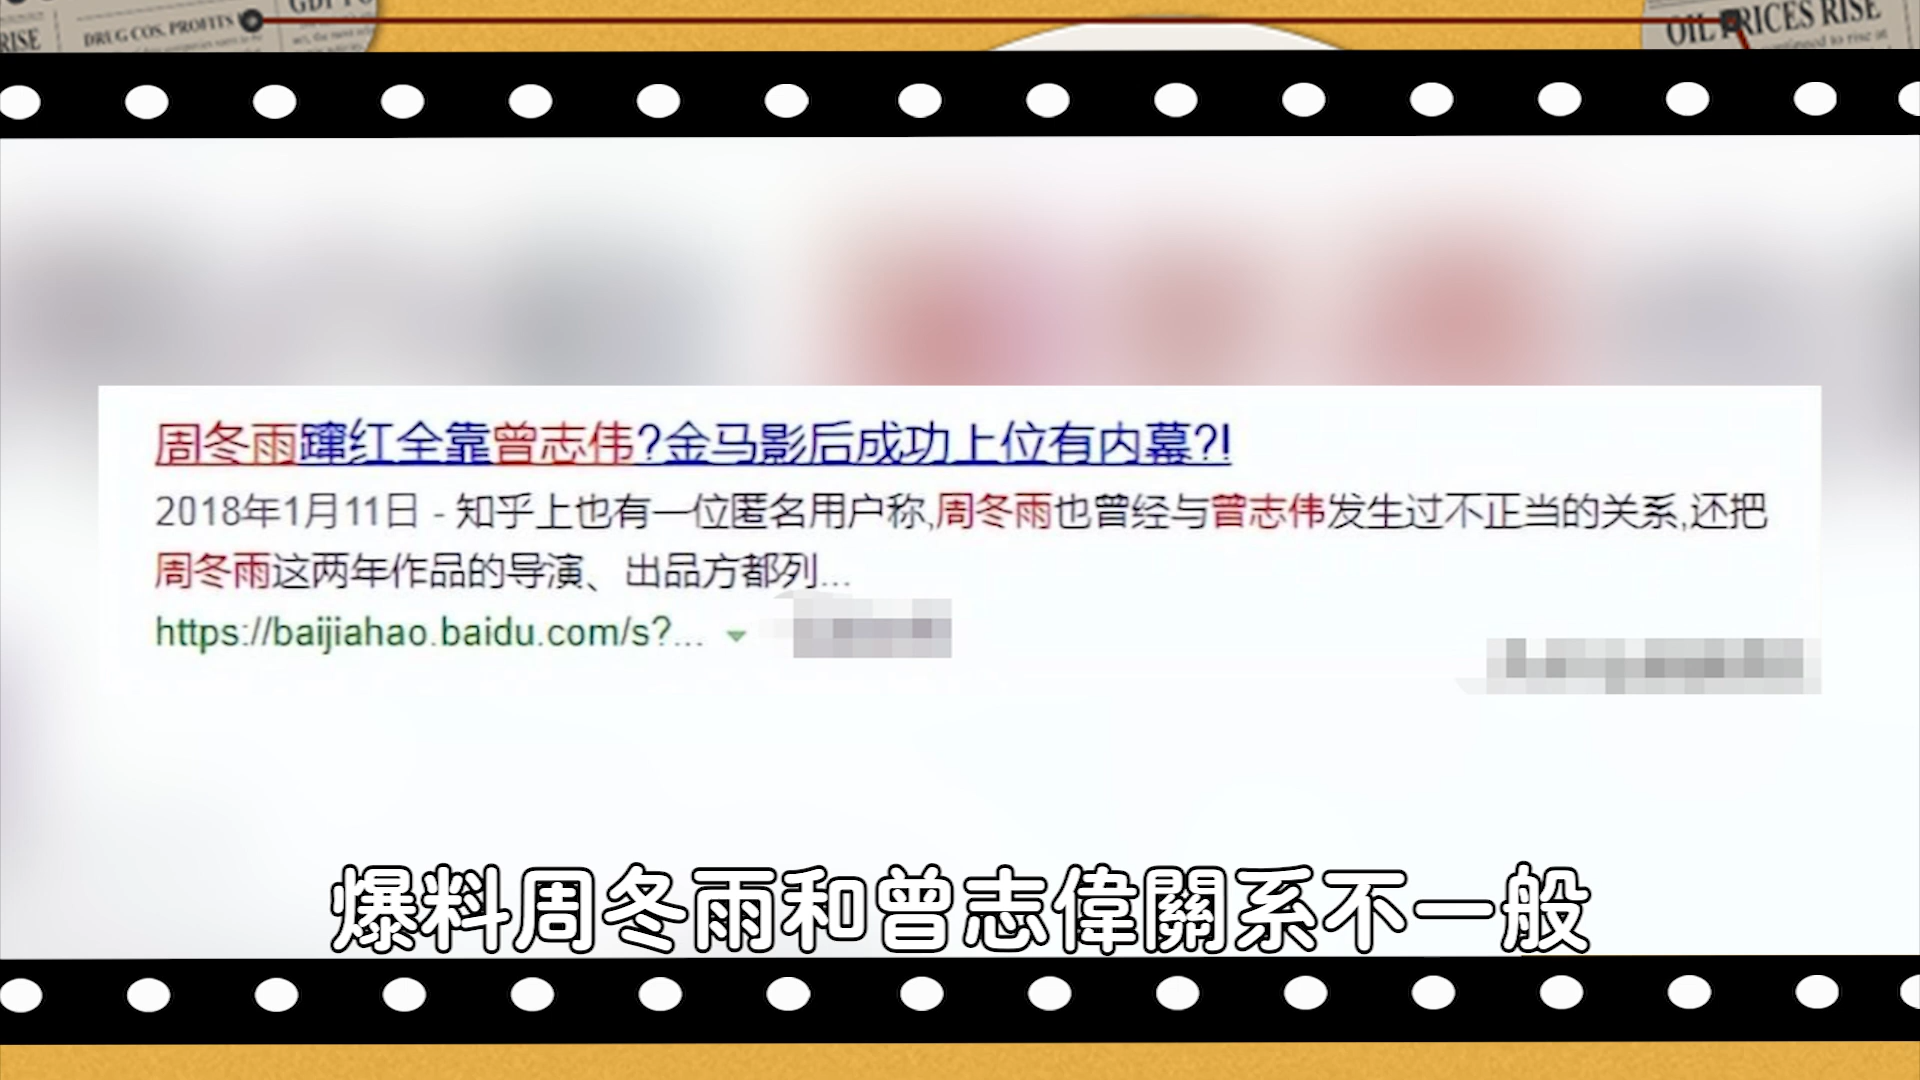 RISE
DRUG COS. PROFITS
OIL PRICES RISE
continued to rise at
周冬雨蹿红全靠曾志伟?金马影后成功上位有内幕?!
2018年1月11日 - 知乎上也有一位匿名用户称,周冬雨也曾经与曾志伟发生过不正当的关系,还把
周冬雨这两年作品的导演、出品方都列...
https://baijiahao.baidu.com/s?...
爆料周冬雨和曾志偉關系不一般